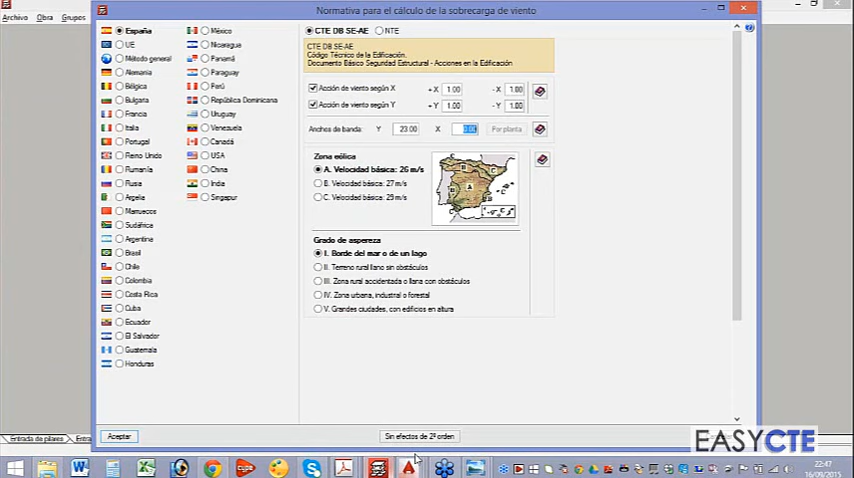 Normativa para el cálculo de la sobrecarga de viento
Archivo Obra Grupos
España
UE
Método general
Alemania
Bélgica
Bulgaria
Francia
Italia
Portugal
Reino Unido
Rumanía
Rusia
Argelia
Marruecos
Sudáfrica
Argentina
Brasil
Chile
Colombia
Costa Rica
Cuba
Ecuador
El Salvador
Guatemala
Honduras
México
Nicaragua
Panamá
Paraguay
Perú
República Dominicana
Uruguay
Venezuela
Canadá
USA
China
India
Singapur
CTE DB SE-AE NTE
CTE DB SE-AE
Código Técnico de la Edificación.
Documento Básico Seguridad Estructural - Acciones en la Edificación
Acción de viento según X +X 1.00 -X 1.00
Acción de viento según Y +Y 1.00 -Y 1.00
Anchos de banda: Y 23.00 X 0.00 Por planta
Zona eólica
A. Velocidad básica: 26 m/s
B. Velocidad básica: 27 m/s
C. Velocidad básica: 29 m/s
Grado de aspereza
I. Borde del mar o de un lago
II. Terreno rural llano sin obstáculos
III. Zona rural accidentada o llana con obstáculos
IV. Zona urbana, industrial o forestal
V. Grandes ciudades, con edificios en altura
Aceptar
Sin efectos de 2º orden
EASYCTE
Entrada de pilares
22:47
16/09/2015